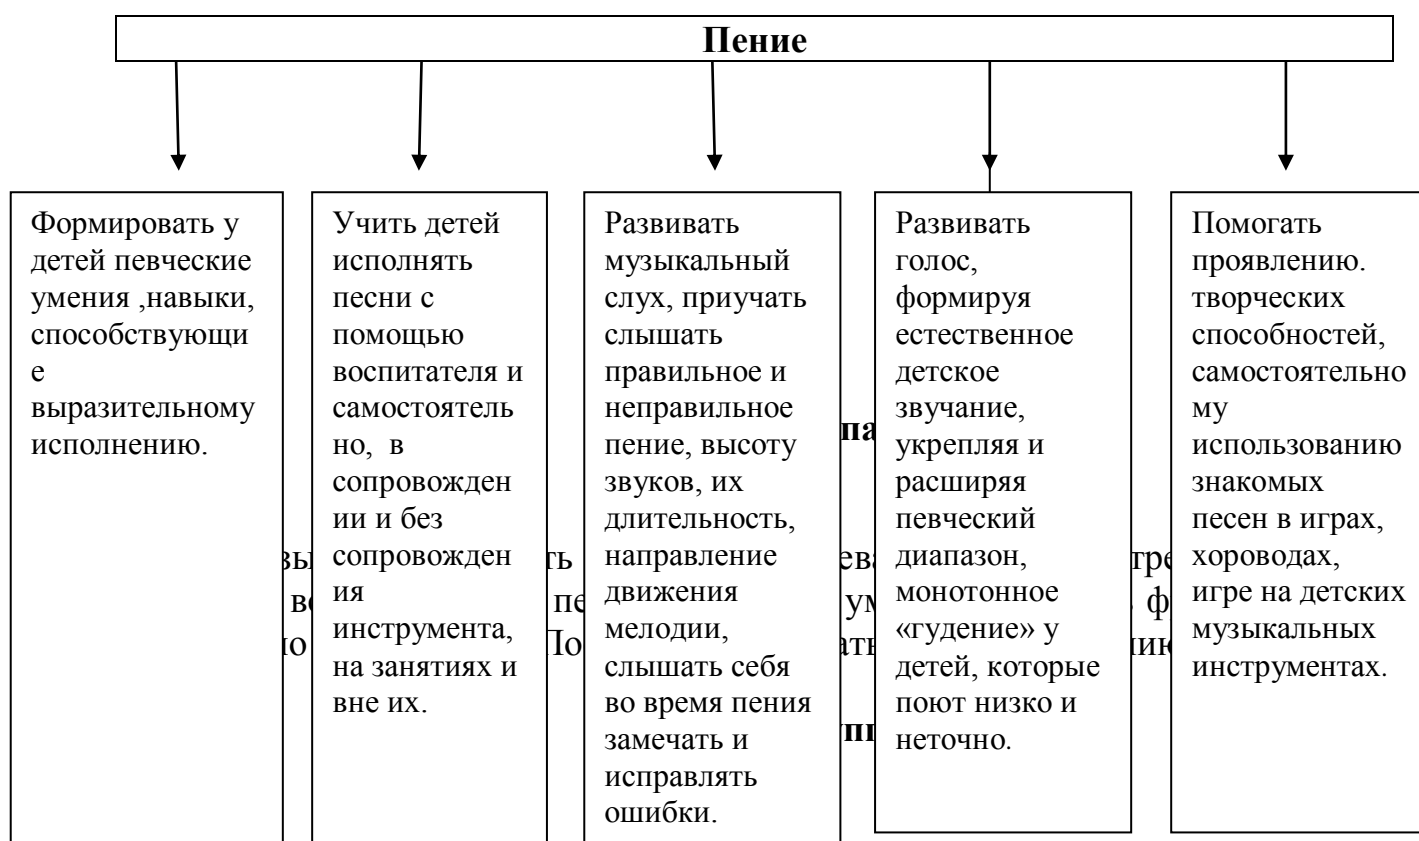 Пение
Формировать у
детей певческие
умения ,навыки,
способствующи
е
выразительному
исполнению.
Учить детей
исполнять
песни с
помощью
воспитателя и
самостоятель
но, в
сопровожден
ии и без
сопровожден
ия
инструмента,
на занятиях и
вне их.
Развивать
музыкальный
слух, приучать
слышать
правильное и
неправильное
пение, высоту
звуков, их
длительность,
направление
движения
мелодии,
слышать себя
во время пения
замечать и
исправлять
ошибки.
Развивать
голос,
формируя
естественное
детское
звучание,
укрепляя и
расширяя
певческий
диапазон,
монотонное
«гудение» у
детей, которые
поют низко и
неточно.
Помогать
проявлению.
творческих
способностей,
самостоятельно
му
использованию
знакомых
песен в играх,
хороводах,
игре на детских
музыкальных
инструментах.